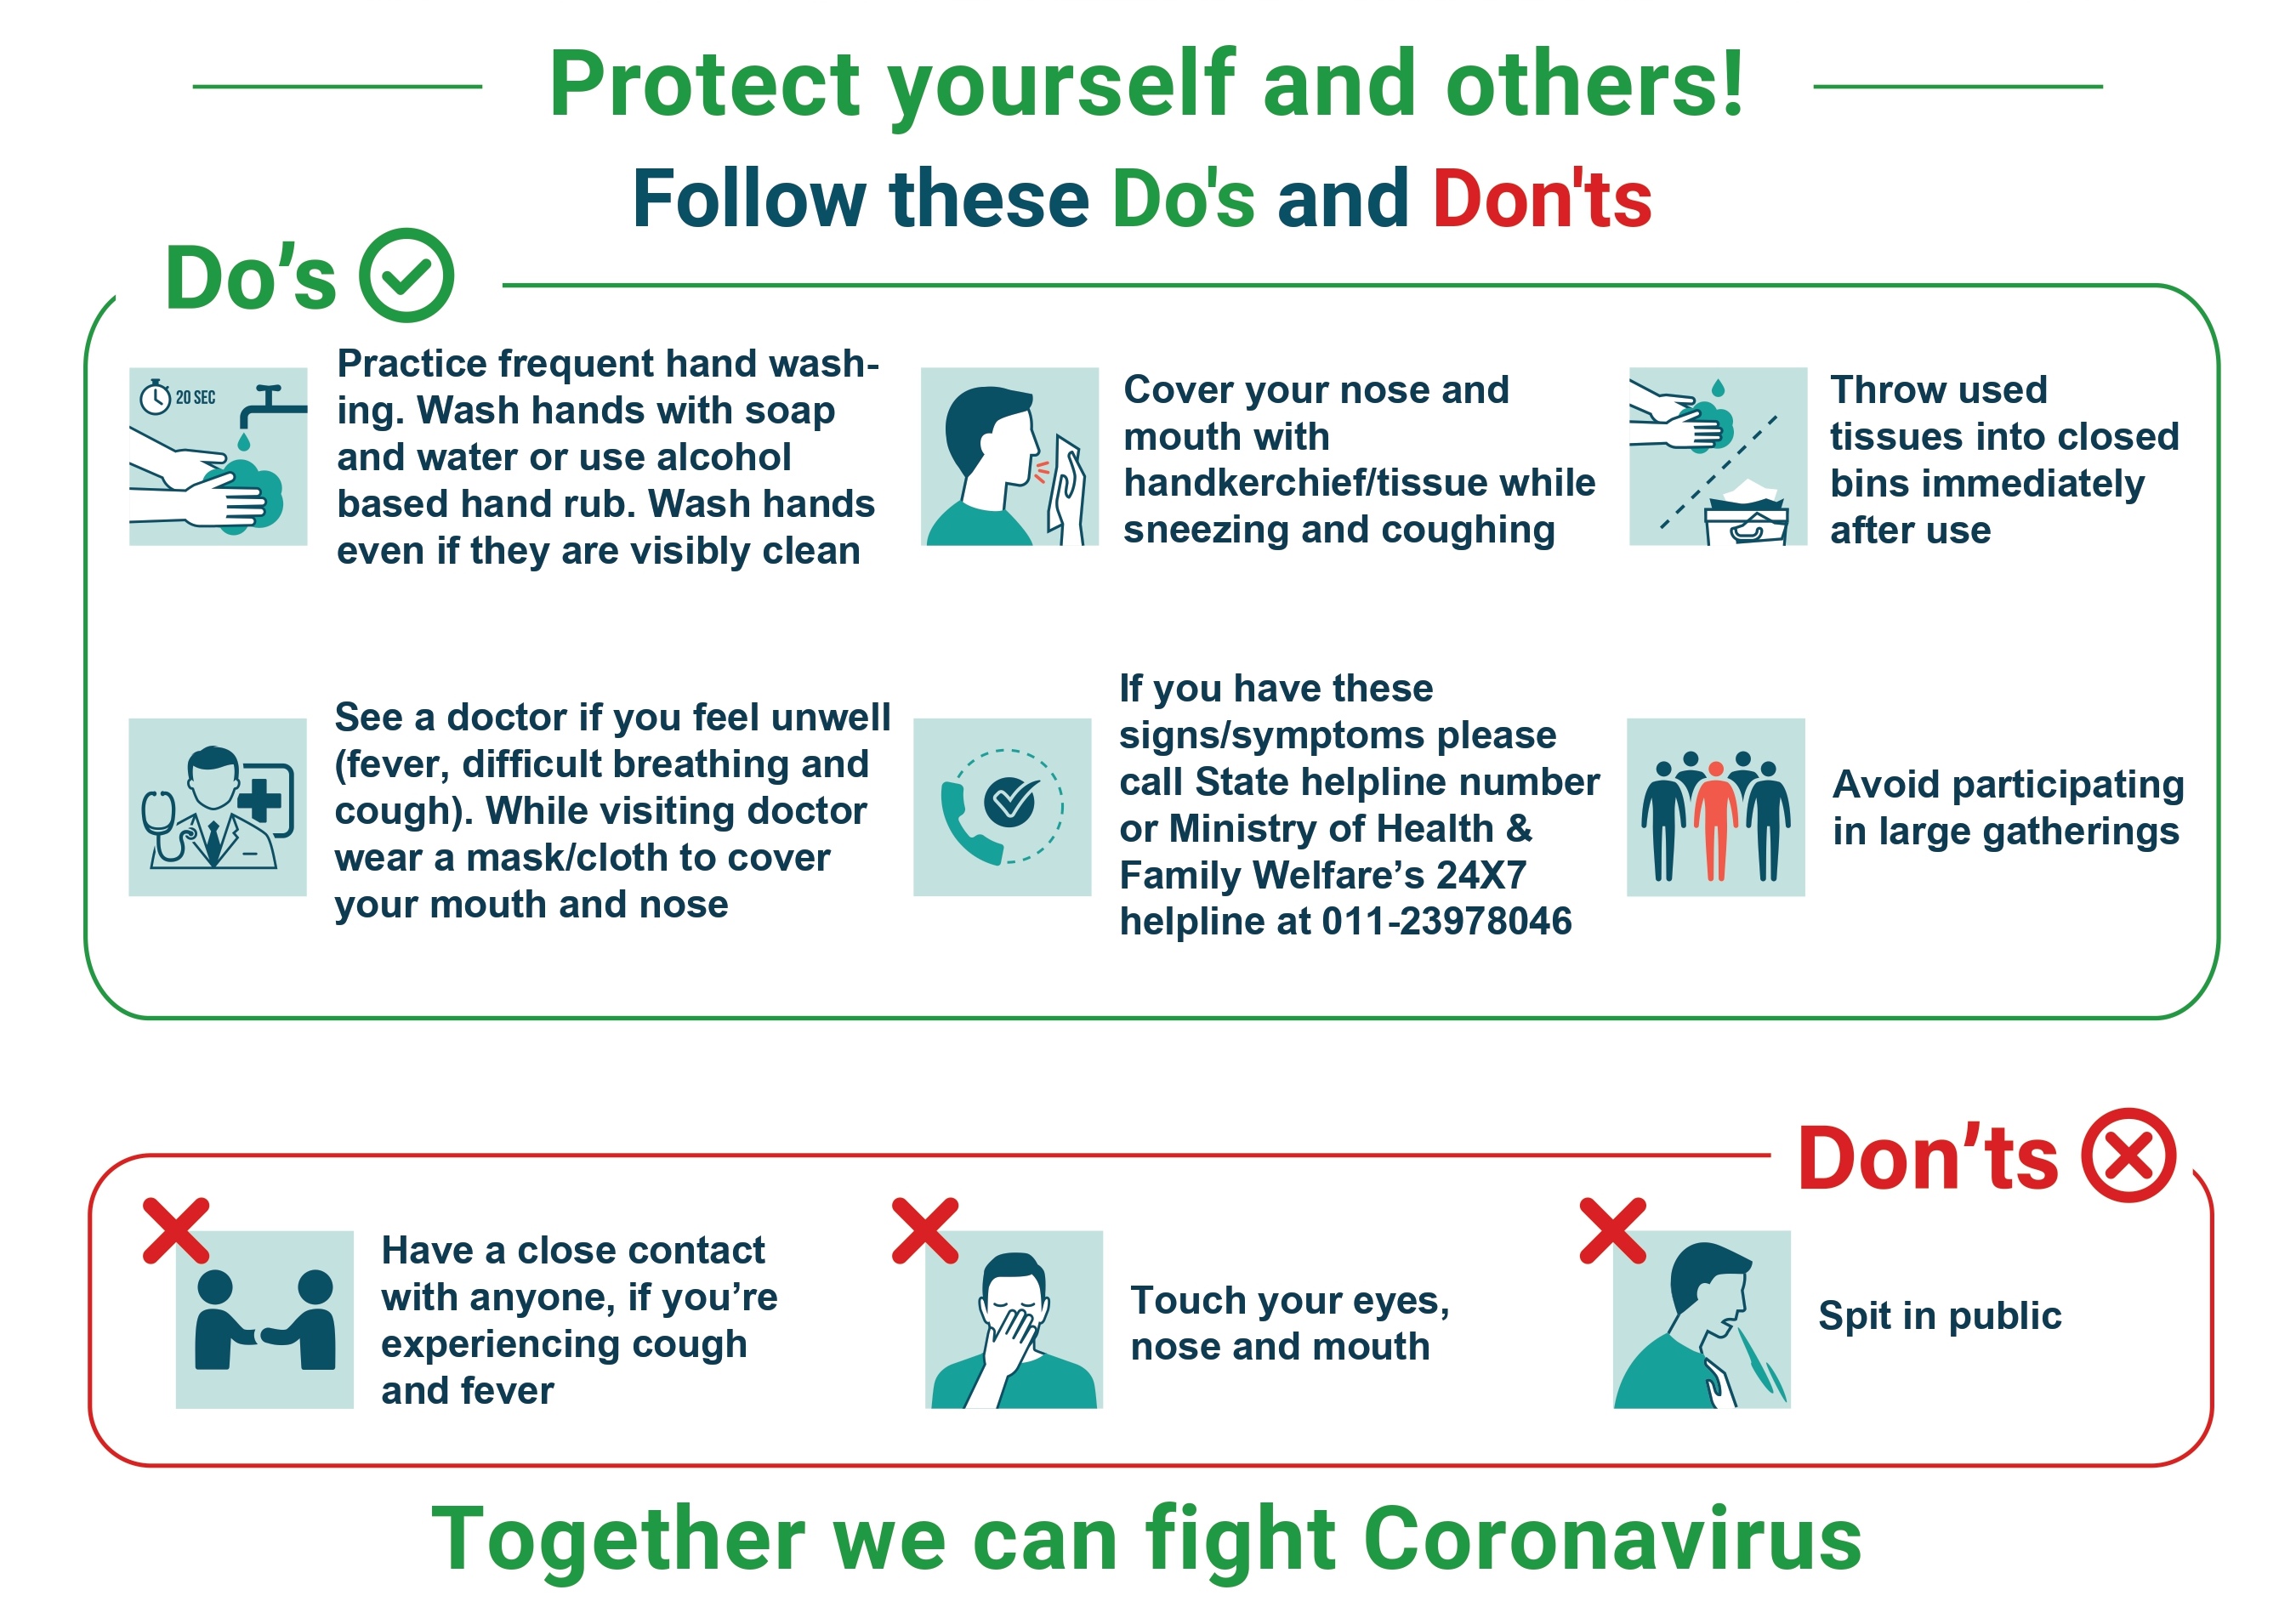 Protect yourself and others!
Follow these Do's and Don'ts
Do’s
20 SEC
Practice frequent hand wash-
ing. Wash hands with soap
and water or use alcohol
based hand rub. Wash hands
even if they are visibly clean
Cover your nose and
mouth with
handkerchief/tissue while
sneezing and coughing
Throw used
tissues into closed
bins immediately
after use
See a doctor if you feel unwell
(fever, difficult breathing and
cough). While visiting doctor
wear a mask/cloth to cover
your mouth and nose
If you have these
signs/symptoms please
call State helpline number
or Ministry of Health &
Family Welfare’s 24X7
helpline at 011-23978046
Avoid participating
in large gatherings
Don’ts
Have a close contact
with anyone, if you’re
experiencing cough
and fever
Touch your eyes,
nose and mouth
Spit in public
Together we can fight Coronavirus